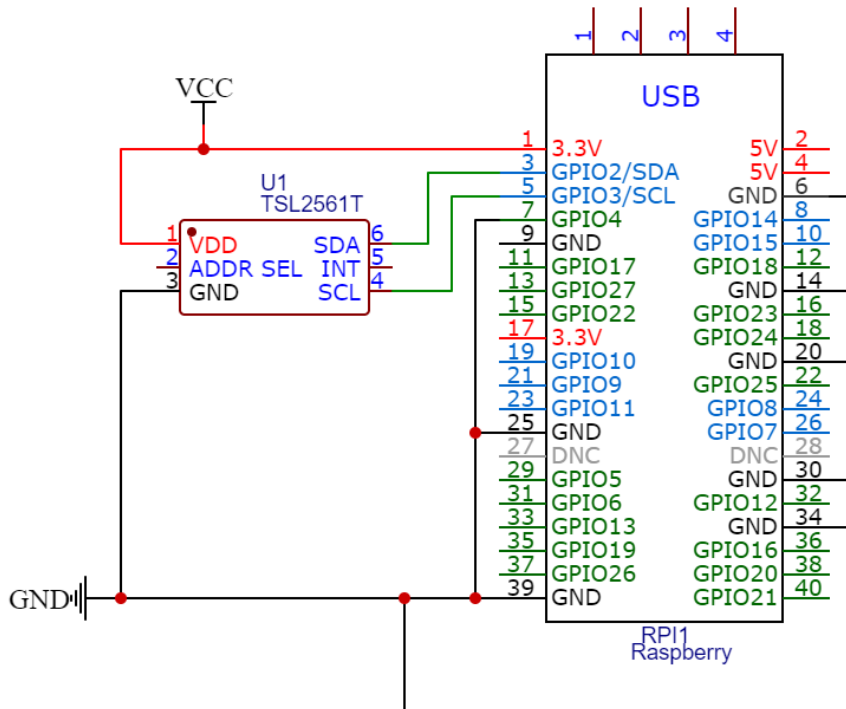 1 2 3 4
USB
VCC
U1
TSL2561T
1 VDD SDA 6
2 ADDR SEL INT 5
3 GND SCL 4
1 3.3V 5V 2
3 GPIO2/SDA 5V 4
5 GPIO3/SCL GND 6
7 GPIO4 GPIO14 8
9 GND GPIO15 10
11 GPIO17 GPIO18 12
13 GPIO27 GND 14
15 GPIO22 GPIO23 16
17 3.3V GPIO24 18
19 GPIO10 GND 20
21 GPIO9 GPIO25 22
23 GPIO11 GPIO8 24
25 GND GPIO7 26
27 DNC DNC 28
29 GPIO5 GND 30
31 GPIO6 GPIO12 32
33 GPIO13 GND 34
35 GPIO19 GPIO16 36
37 GPIO26 GPIO20 38
39 GND GPIO21 40
GND
RPI1
Raspberry